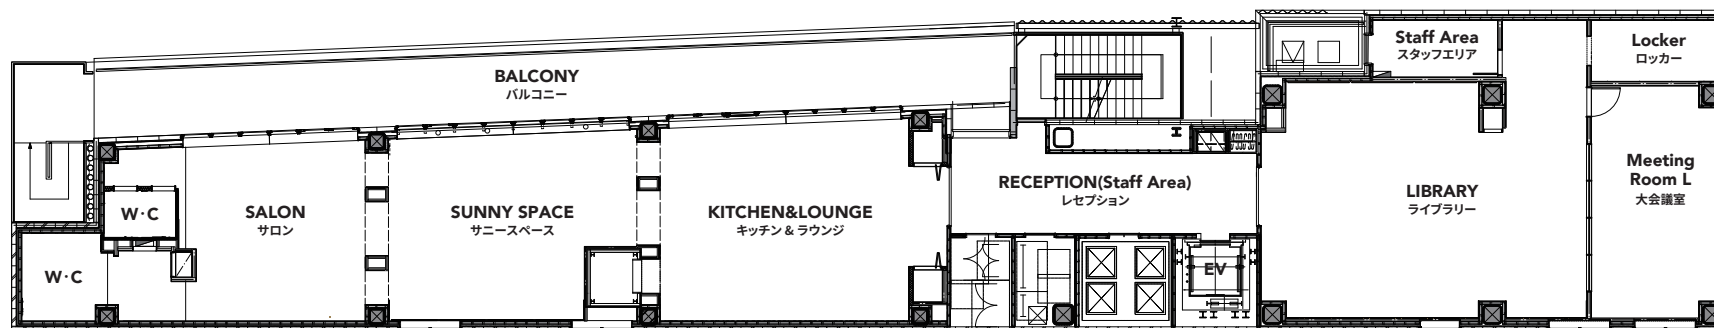 BALCONY
バルコニー
Staff Area
スタッフエリア
Locker
ロッカー
W·C
SALON
サロン
SUNNY SPACE
サニースペース
KITCHEN&LOUNGE
キッチン & ラウンジ
RECEPTION(Staff Area)
レセプション
LIBRARY
ライブラリー
Meeting
Room L
大会議室
W·C
EV